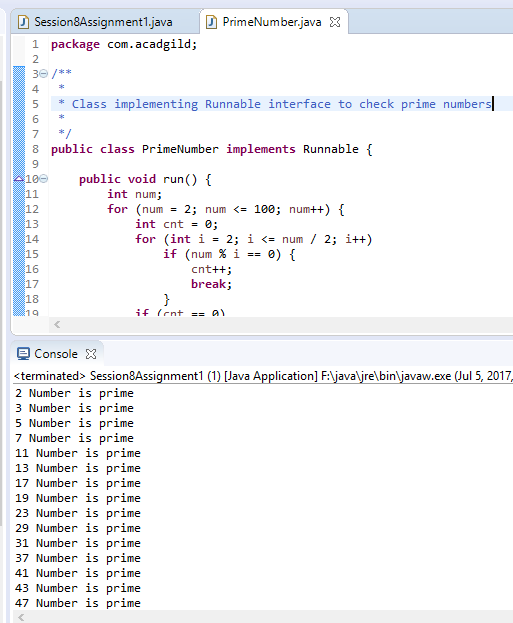 Session8Assignment1.java PrimeNumber.java
1 package com.acadgild;
2
3 /**
4 *
5 * Class implementing Runnable interface to check prime numbers
6 *
7 */
8 public class PrimeNumber implements Runnable {
9
10 public void run() {
11 int num;
12 for (num = 2; num <= 100; num++) {
13 int cnt = 0;
14 for (int i = 2; i <= num / 2; i++)
15 if (num % i == 0) {
16 cnt++;
17 break;
18 }
19 if (cnt == 0)
Console
<terminated> Session8Assignment1 (1) [Java Application] F:\java\jre\bin\javaw.exe (Jul 5, 2017,
2 Number is prime
3 Number is prime
5 Number is prime
7 Number is prime
11 Number is prime
13 Number is prime
17 Number is prime
19 Number is prime
23 Number is prime
29 Number is prime
31 Number is prime
37 Number is prime
41 Number is prime
43 Number is prime
47 Number is prime